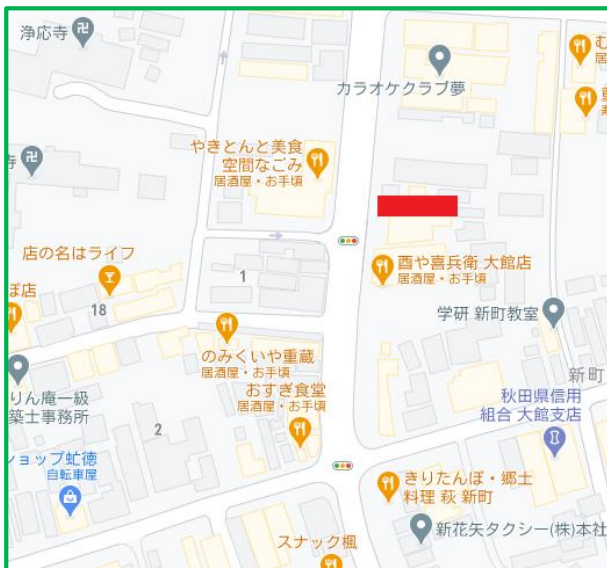 浄応寺
カラオケクラブ夢
む
居
やきとんと美食
空間なごみ
居酒屋・お手頃
寺
店の名はライフ
ぽ店
18
1
酉や喜兵衛 大館店
居酒屋・お手頃
学研 新町教室
のみくいや重蔵
居酒屋・お手頃
新町
りん庵一級
築士事務所
おすぎ食堂
居酒屋・お手頃
秋田県信用
組合 大館支店
2
ショップ虻徳
自転車屋
きりたんぽ・郷土
料理 萩 新町
新花矢タクシー(株)本社
スナック楓